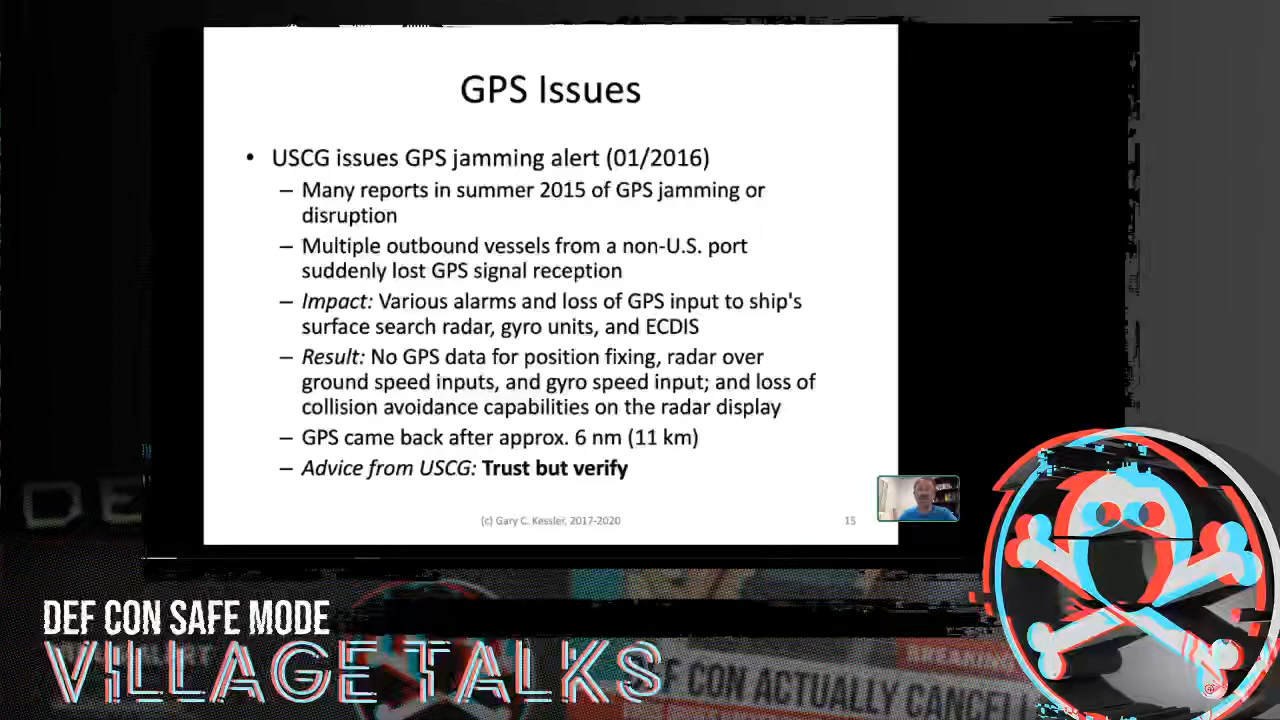 GPS Issues
• USCG issues GPS jamming alert (01/2016)
– Many reports in summer 2015 of GPS jamming or
disruption
– Multiple outbound vessels from a non-U.S. port
suddenly lost GPS signal reception
– Impact: Various alarms and loss of GPS input to ship's
surface search radar, gyro units, and ECDIS
– Result: No GPS data for position fixing, radar over
ground speed inputs, and gyro speed input; and loss of
collision avoidance capabilities on the radar display
– GPS came back after approx. 6 nm (11 km)
– Advice from USCG: Trust but verify
(c) Gary C. Kessler, 2017-2020
15
DEF CON SAFE MODE
VILLAGE TALKS
DEF CON ACTUALLY CANCELL